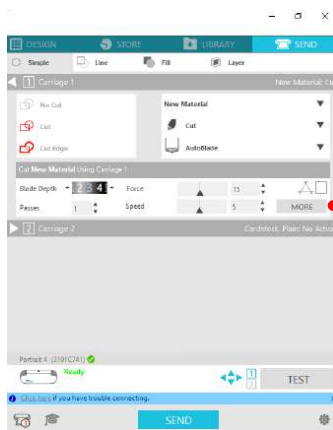 DESIGN STORE LIBRARY SEND
Simple Line Fill Layer
1 Carriage 1 New Material: Cu
No Cut
Cut
Cut Edge
New Material
Cut
AutoBlade
Cut New Material Using Carriage 1
Blade Depth - 2 3 4 + Force 15
Passes 1 Speed 5 MORE
2 Carriage 2 Cardstock, Plain: No Action
Portrait 4 (2101C741)
Ready
1
2
TEST
Click here if you have trouble connecting.
SEND